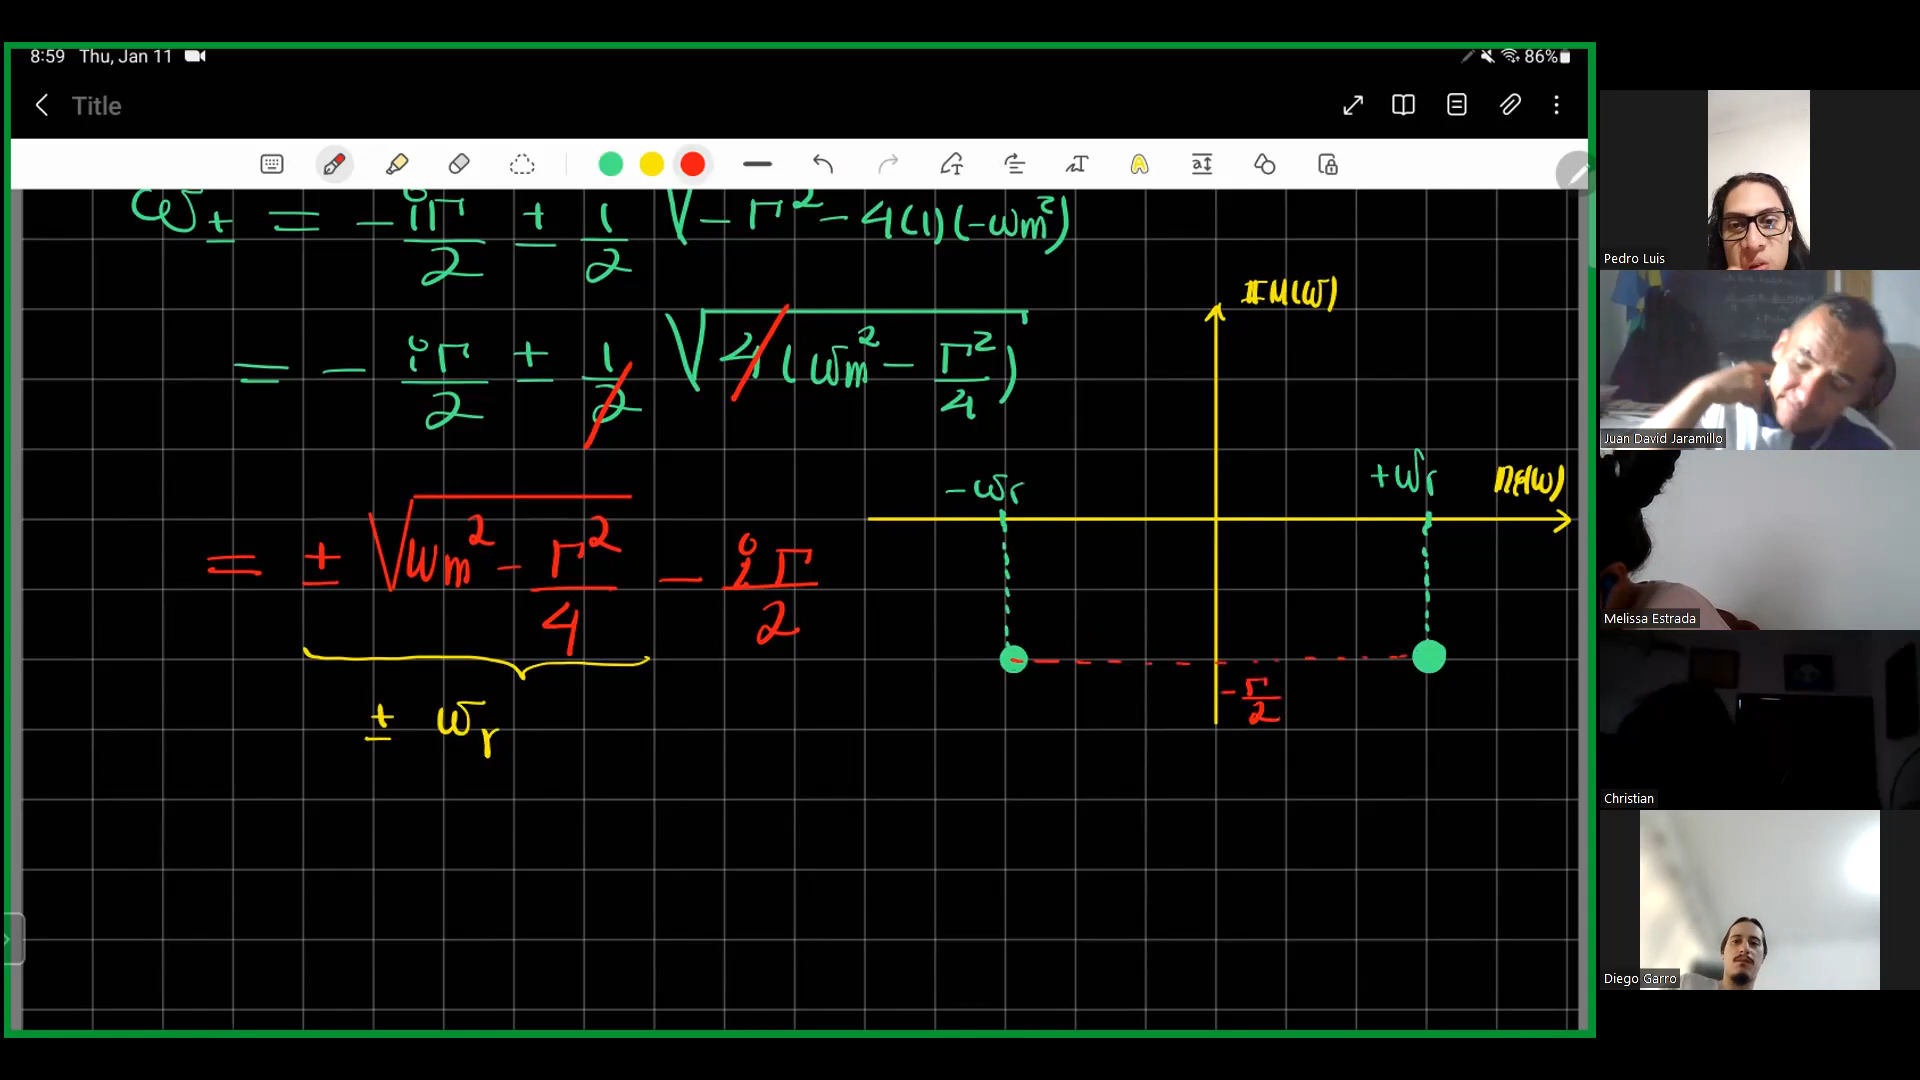 8:59 Thu, Jan 11 86%
Title
ω± = - iΓ/2 ± 1/2 √-Γ² - 4(1)(-ωm²)
= - iΓ/2 ± 1/2 √4(ωm² - Γ²/4)
= ± √ωm² - Γ²/4 - iΓ/2
± ωr
IM(ω)
-ωr
+ωr
RE(ω)
-Γ/2
Pedro Luis
Juan David Jaramillo
Melissa Estrada
Christian
Diego Garro